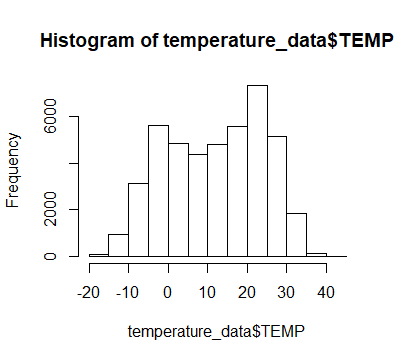 Histogram of temperature_data$TEMP
Frequency
6000
2000
0
-20 -10 0 10 20 30 40
temperature_data$TEMP